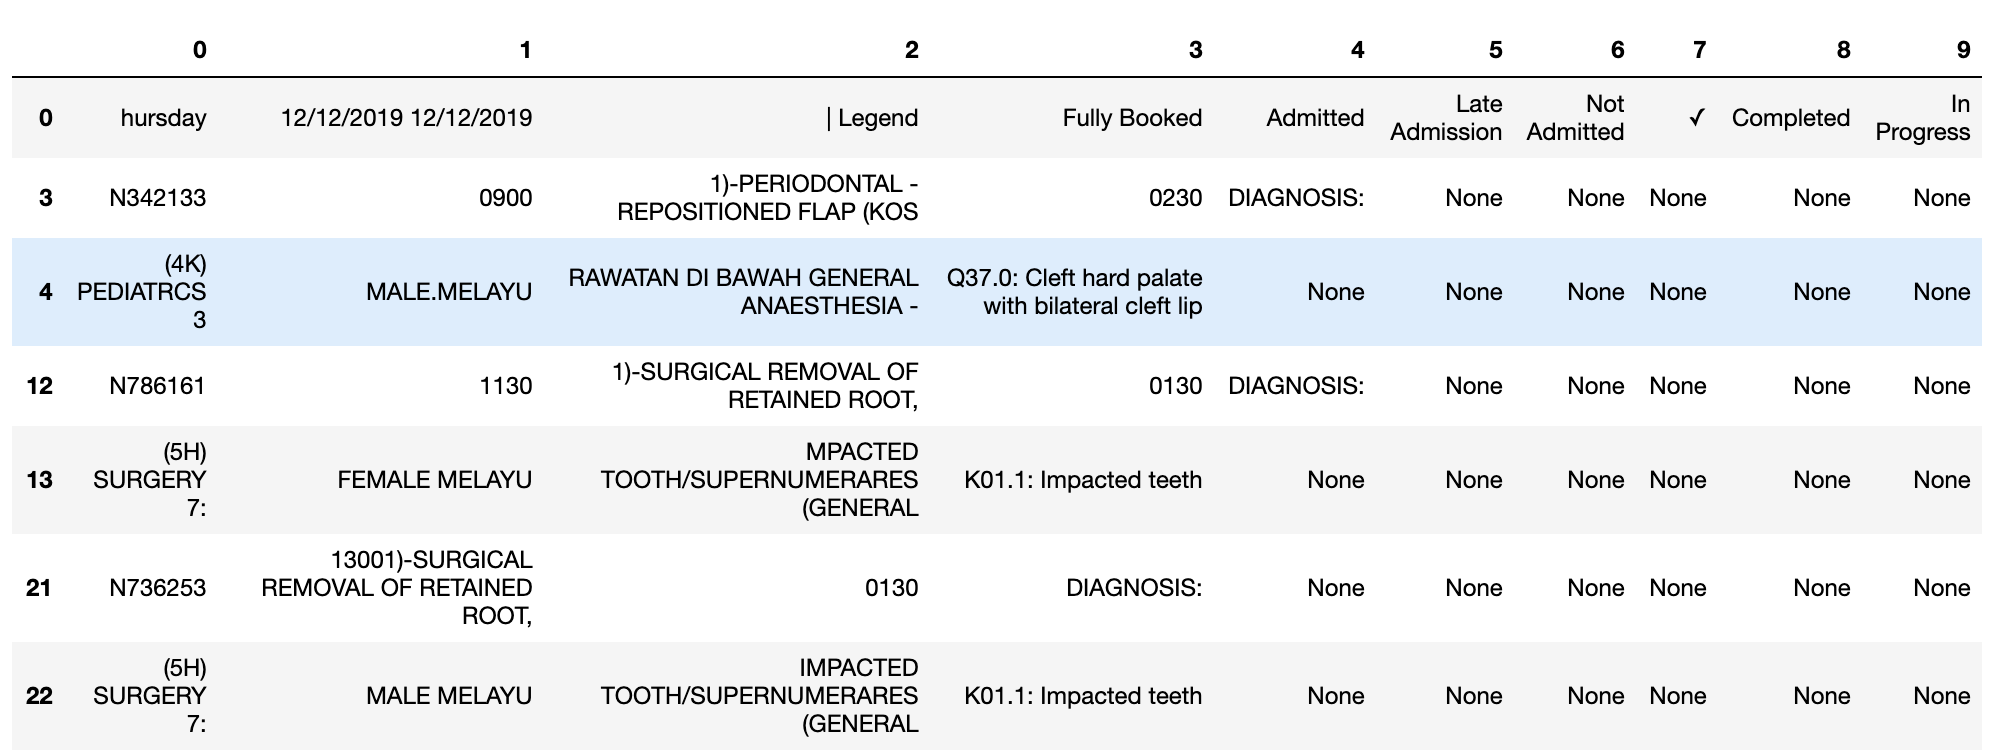 0 1 2 3 4 5 6 7 8 9
0 hursday 12/12/2019 12/12/2019 | Legend Fully Booked Admitted Late Admission Not Admitted ✓ Completed In Progress
3 N342133 0900 1)-PERIODONTAL - REPOSITIONED FLAP (KOS 0230 DIAGNOSIS: None None None None None
4 (4K) PEDIATRCS 3 MALE.MELAYU RAWATAN DI BAWAH GENERAL ANAESTHESIA - Q37.0: Cleft hard palate with bilateral cleft lip None None None None None None
12 N786161 1130 1)-SURGICAL REMOVAL OF RETAINED ROOT, 0130 DIAGNOSIS: None None None None None
13 (5H) SURGERY 7: FEMALE MELAYU MPACTED TOOTH/SUPERNUMERARES (GENERAL K01.1: Impacted teeth None None None None None None
21 N736253 13001)-SURGICAL REMOVAL OF RETAINED ROOT, 0130 DIAGNOSIS: None None None None None None
22 (5H) SURGERY 7: MALE MELAYU IMPACTED TOOTH/SUPERNUMERARES (GENERAL K01.1: Impacted teeth None None None None None None